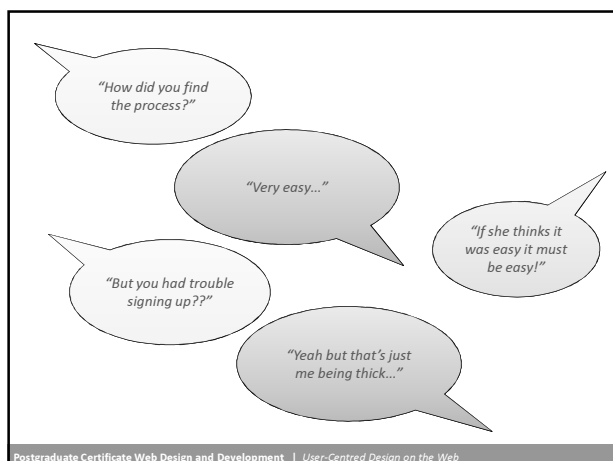 “How did you find
the process?”
“Very easy…”
“If she thinks it
was easy it must
be easy!”
“But you had trouble
signing up??”
“Yeah but that’s just
me being thick…”
Postgraduate Certificate Web Design and Development | User-Centred Design on the Web